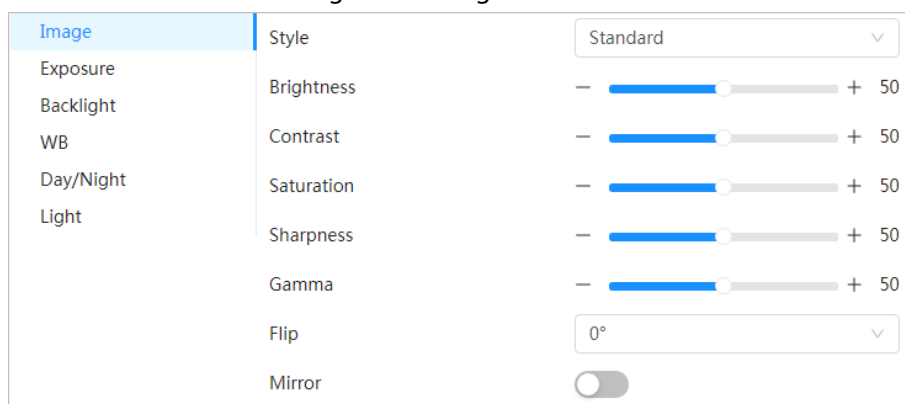 Image
Exposure
Backlight
WB
Day/Night
Light
Style Standard
Brightness − + 50
Contrast − + 50
Saturation − + 50
Sharpness − + 50
Gamma − + 50
Flip 0°
Mirror